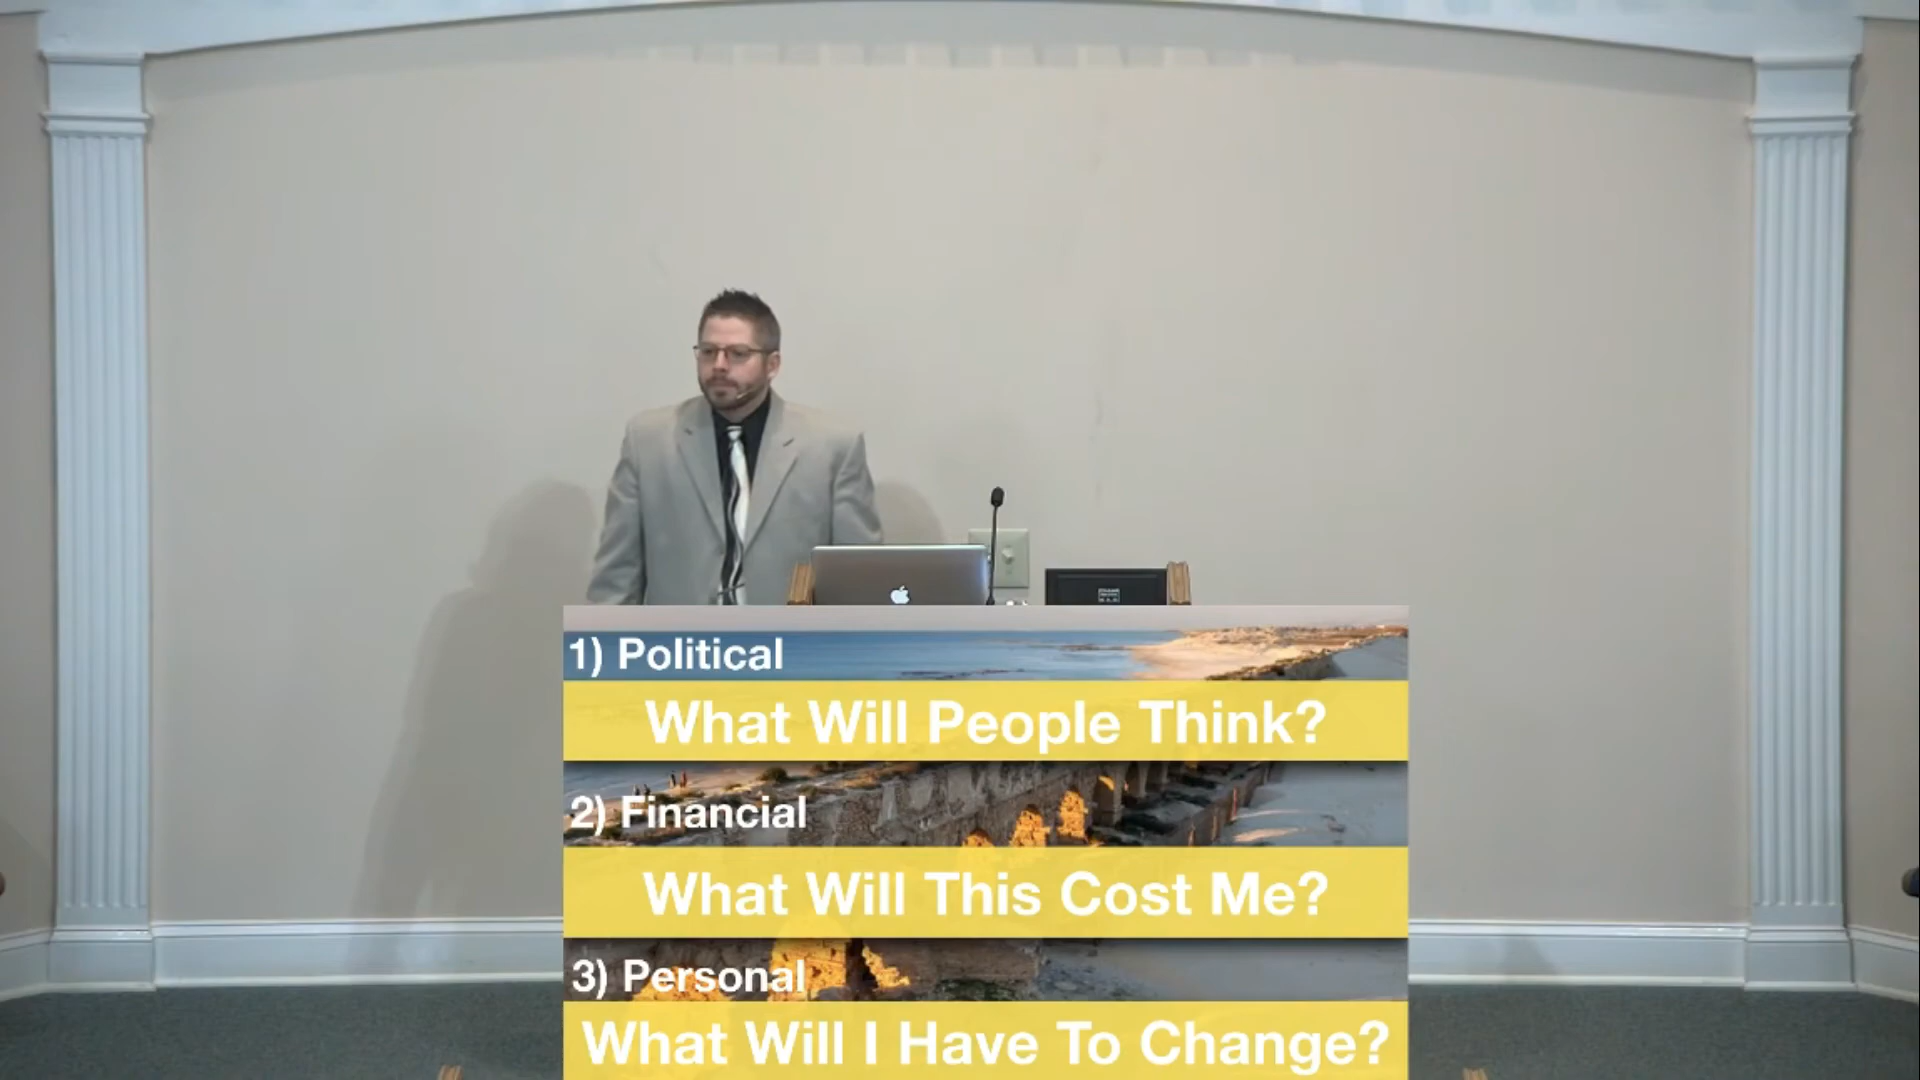 1) Political
What Will People Think?
2) Financial
What Will This Cost Me?
3) Personal
What Will I Have To Change?